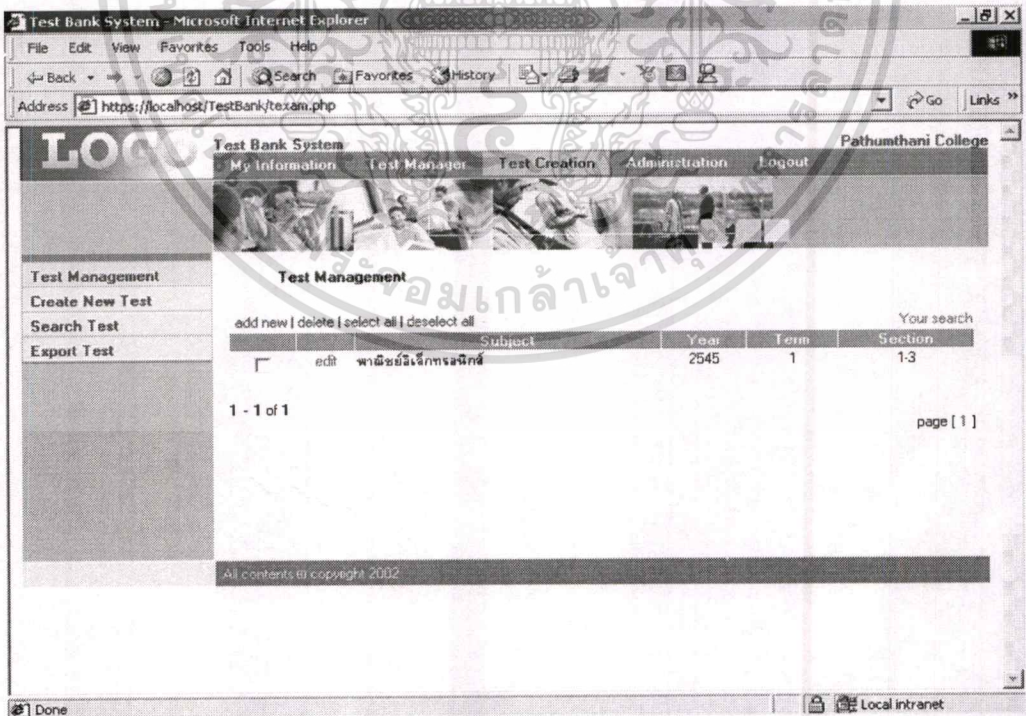 Test Bank System - Microsoft Internet Explorer
File Edit View Favorites Tools Help
Back Search Favorites History
Address https://localhost/TestBank/texam.php Go Links »
LOGO Test Bank System Pathumthani College
My Information Test Manager Test Creation Administration Logout
Test Management
Create New Test
Search Test
Export Test
Test Management
add new | delete | select all | deselect all Your search
Subject Year Term Section
edit พาณิชย์อิเล็กทรอนิกส์ 2545 1 1-3
1 - 1 of 1
page [ 1 ]
All contents © copyright 2002
Done Local intranet